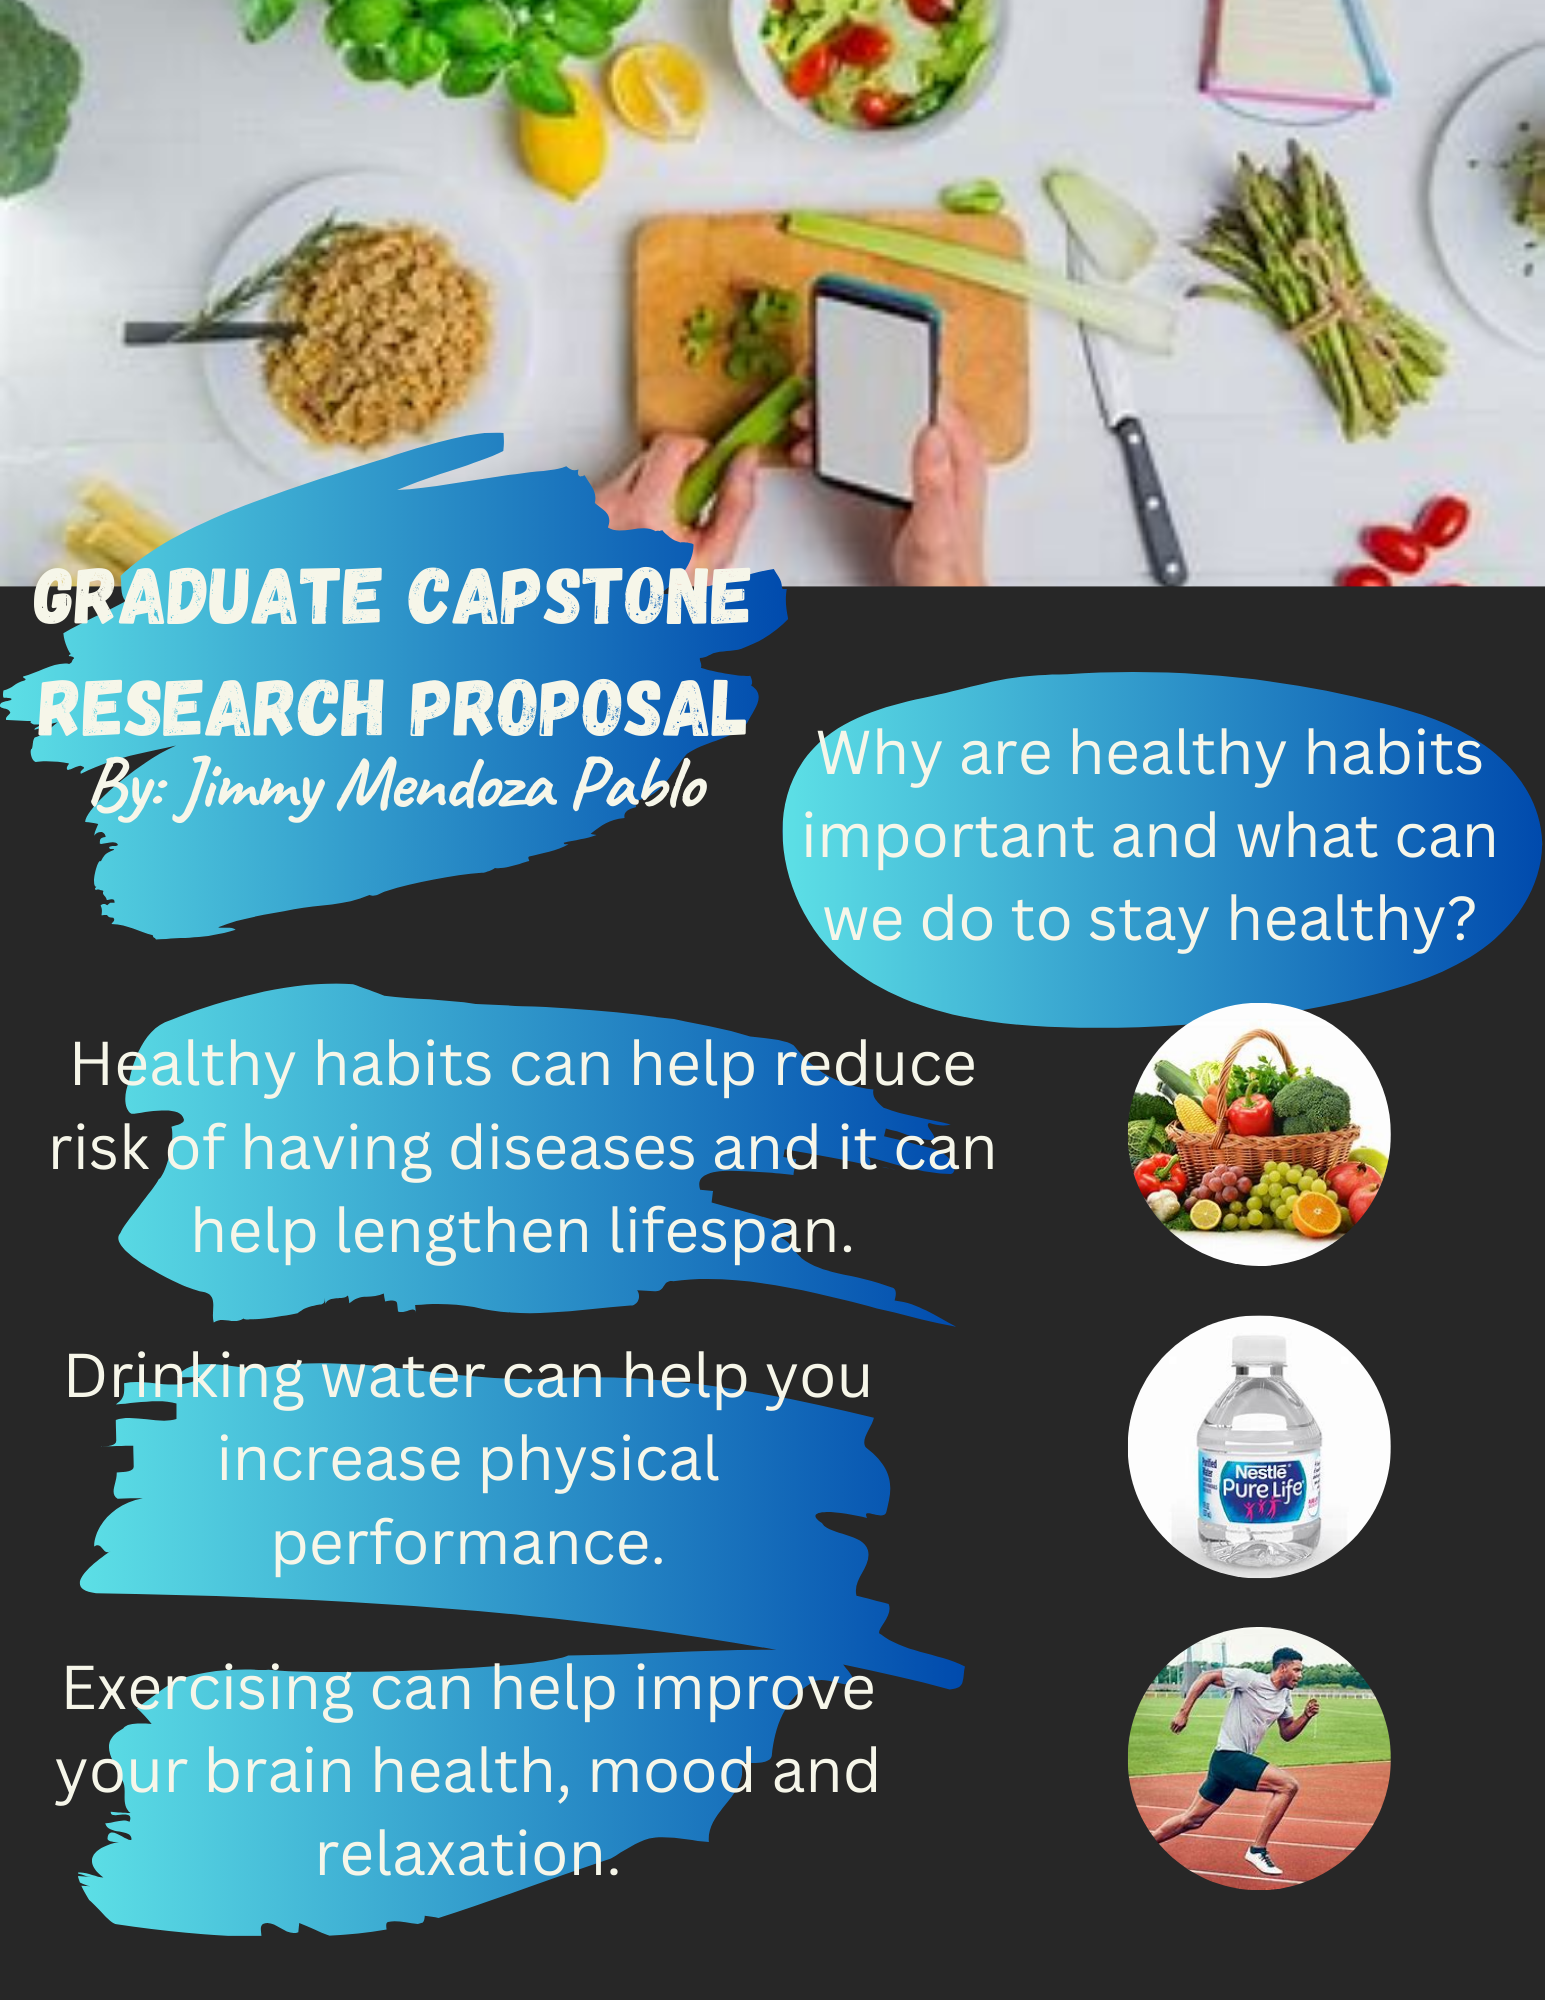 GRADUATE CAPSTONE
RESEARCH PROPOSAL
By: Jimmy Mendoza Pablo
Why are healthy habits
important and what can
we do to stay healthy?
Healthy habits can help reduce
risk of having diseases and it can
help lengthen lifespan.
Drinking water can help you
increase physical
performance.
Purified
Water
Nestlé
Pure Life
Exercising can help improve
your brain health, mood and
relaxation.